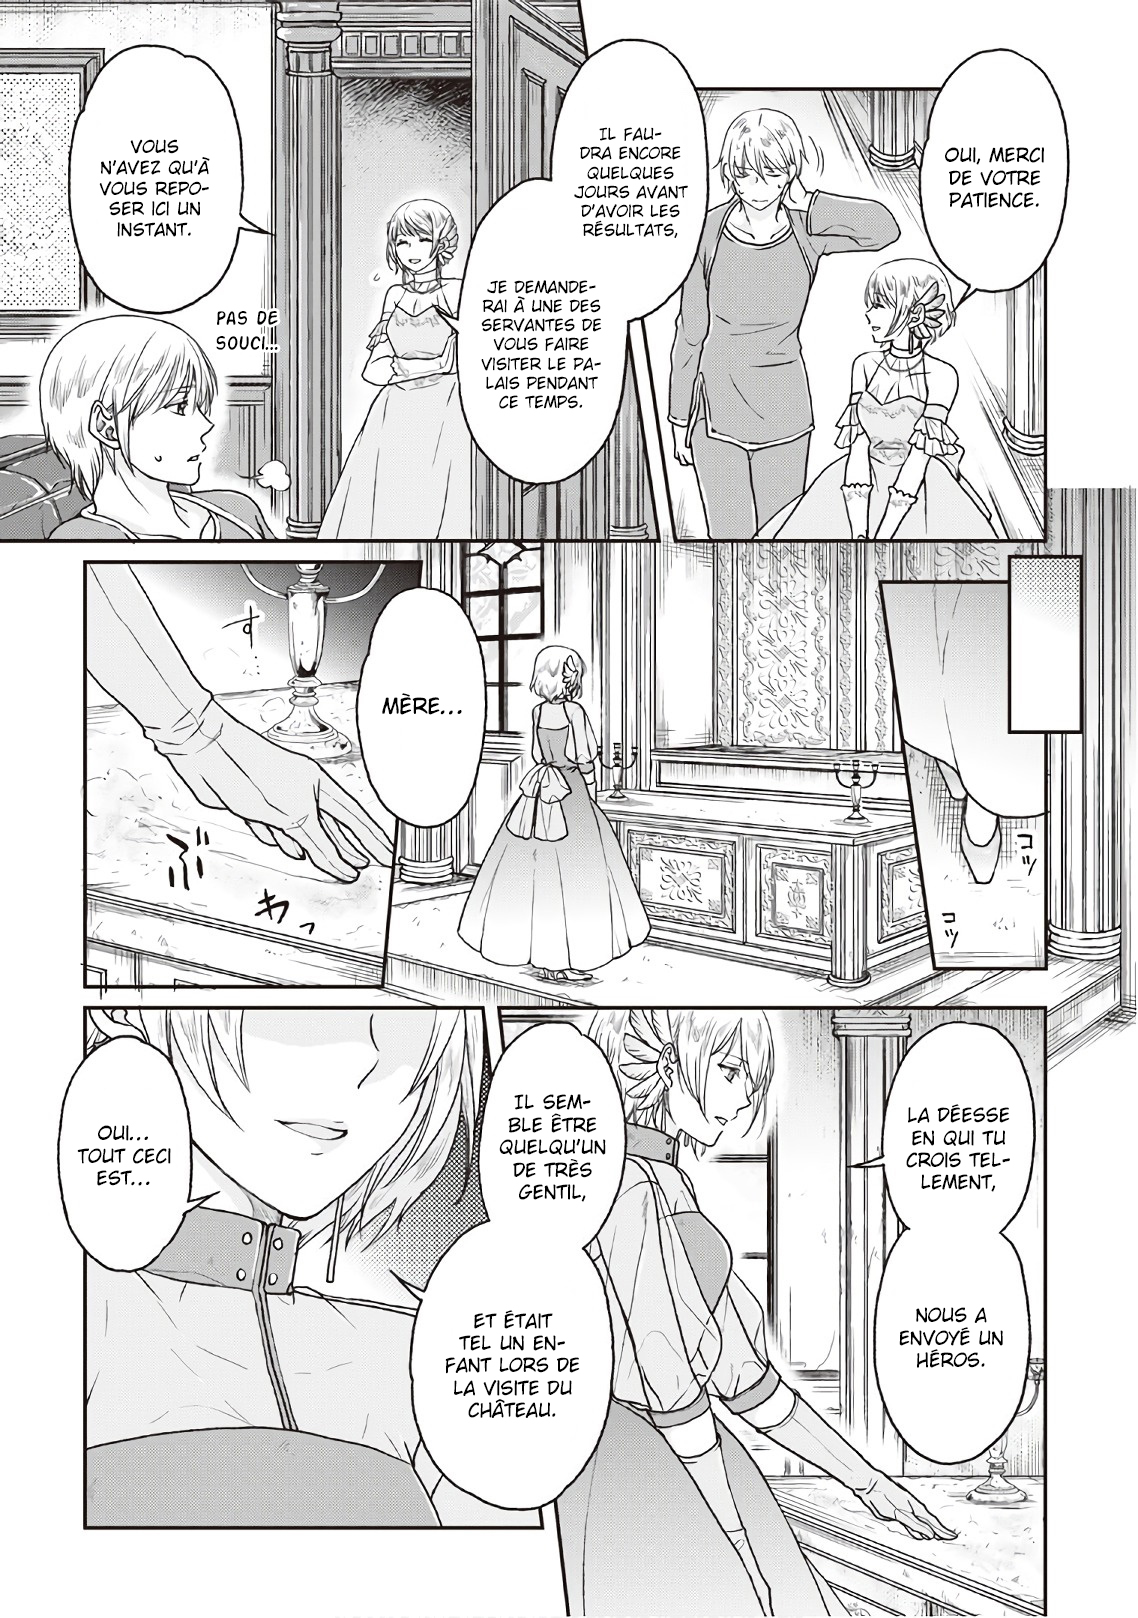 OUI, MERCI
DE VOTRE
PATIENCE.
IL FAU-
DRA ENCORE
QUELQUES
JOURS AVANT
D'AVOIR LES
RÉSULTATS,
JE DEMANDE-
RAI À UNE DES
SERVANTES DE
VOUS FAIRE
VISITER LE PA-
LAIS PENDANT
CE TEMPS.
VOUS
N'AVEZ QU'À
VOUS REPO-
SER ICI UN
INSTANT.
PAS DE
SOUCI...
コツ
コツ
MÈRE...
す
ぶ
わっ
LA DÉESSE
EN QUI TU
CROIS TEL-
LEMENT,
NOUS A
ENVOYÉ UN
HÉROS.
IL SEM-
BLE ÊTRE
QUELQU'UN
DE TRÈS
GENTIL,
ET ÉTAIT
TEL UN EN-
FANT LORS DE
LA VISITE DU
CHÂTEAU.
OUI...
TOUT CECI
EST...